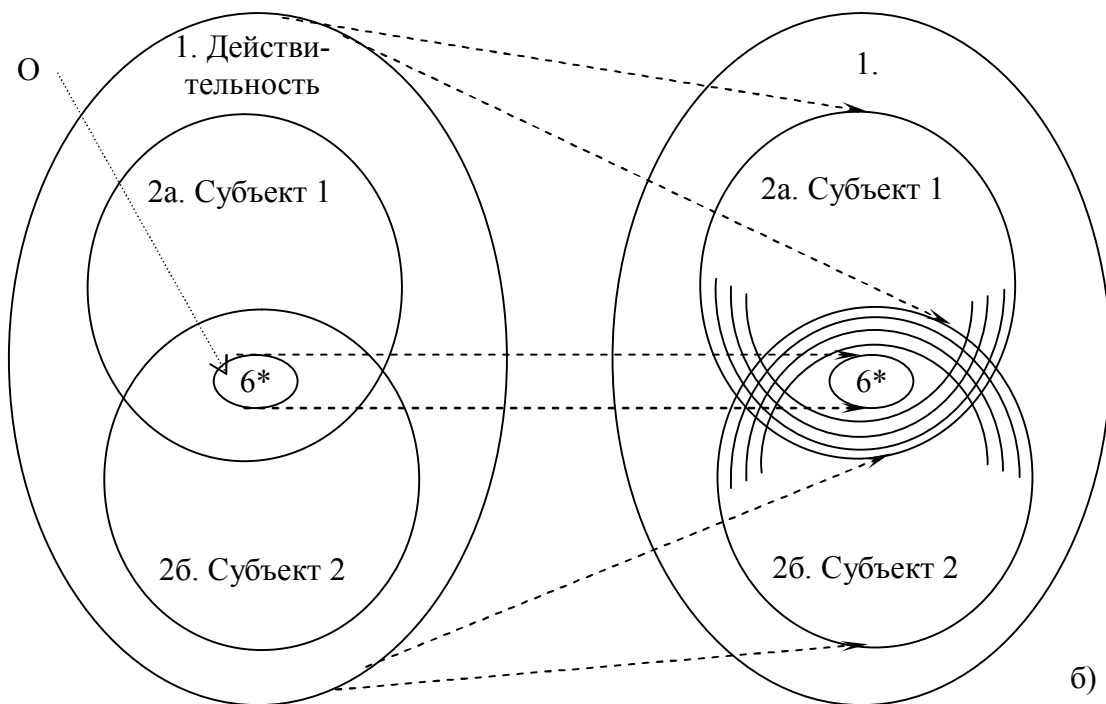 О
1. Действи-
тельность
2а. Субъект 1
6*
2б. Субъект 2
1.
2а. Субъект 1
6*
2б. Субъект 2
б)